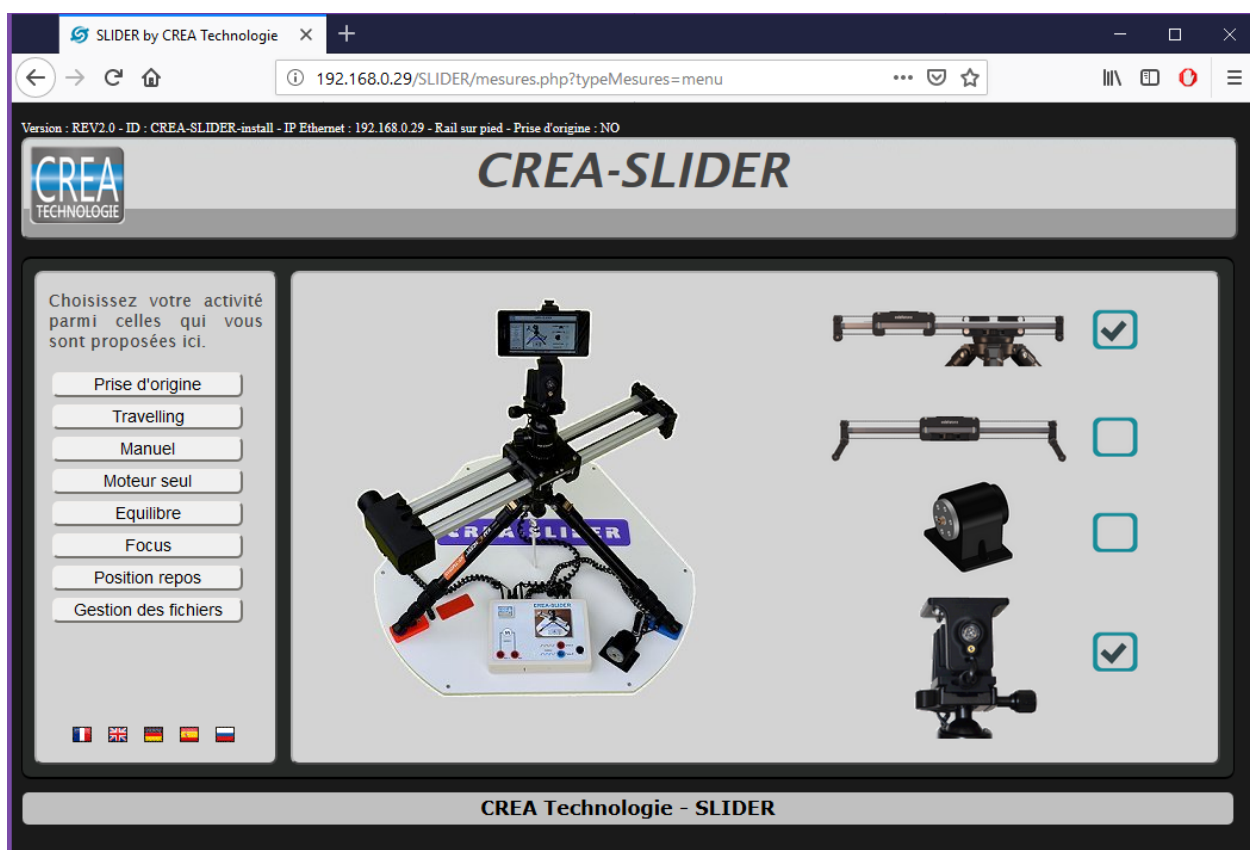 SLIDER by CREA Technologie
192.168.0.29/SLIDER/mesures.php?typeMesures=menu
Version : REV2.0 - ID : CREA-SLIDER-install - IP Ethernet : 192.168.0.29 - Rail sur pied - Prise d'origine : NO
CREA
TECHNOLOGIE
CREA-SLIDER
Choisissez votre activité
parmi celles qui vous
sont proposées ici.
Prise d'origine
Travelling
Manuel
Moteur seul
Equilibre
Focus
Position repos
Gestion des fichiers
CREA-SLIDER
CREA-SLIDER
CREA Technologie - SLIDER